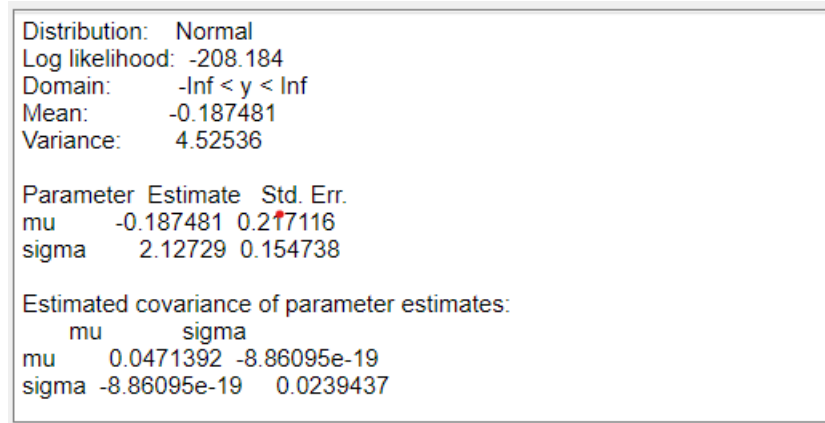 Distribution: Normal
Log likelihood: -208.184
Domain: -Inf < y < Inf
Mean: -0.187481
Variance: 4.52536
Parameter Estimate Std. Err.
mu -0.187481 0.217116
sigma 2.12729 0.154738
Estimated covariance of parameter estimates:
mu sigma
mu 0.0471392 -8.86095e-19
sigma -8.86095e-19 0.0239437